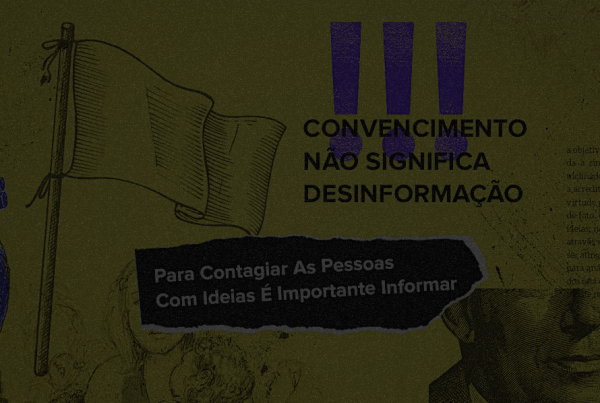 !!!
CONVENCIMENTO
NÃO SIGNIFICA
DESINFORMAÇÃO
Para Contagiar As Pessoas
Com Ideias É Importante Informar